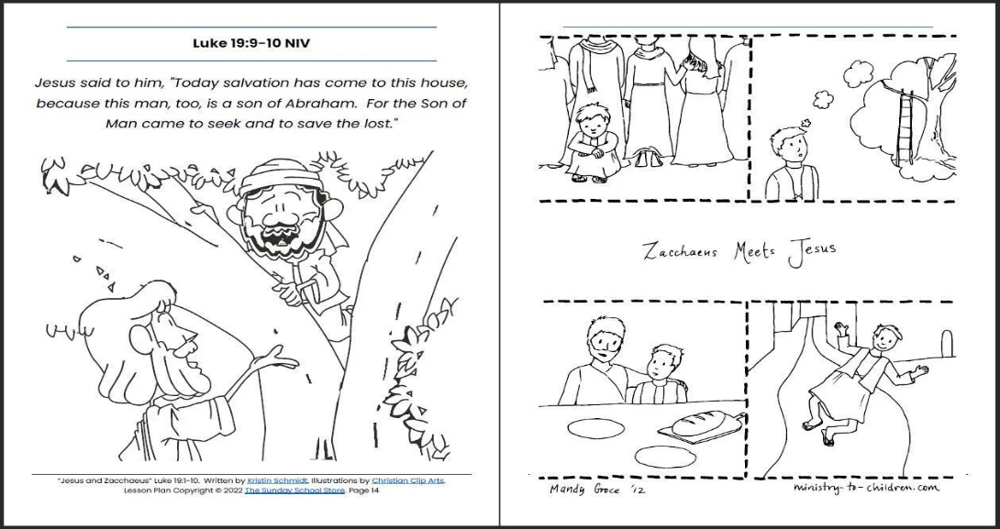 Luke 19:9-10 NIV
Jesus said to him, "Today salvation has come to this house,
because this man, too, is a son of Abraham. For the Son of
Man came to seek and to save the lost."
"Jesus and Zacchaeus" Luke 19:1-10. Written by Kristin Schmidt. Illustrations by Christian Clip Arts.
Lesson Plan Copyright © 2022 The Sunday School Store. Page 14
Zacchaeus Meets Jesus
Mandy Groce '12
ministry-to-children.com